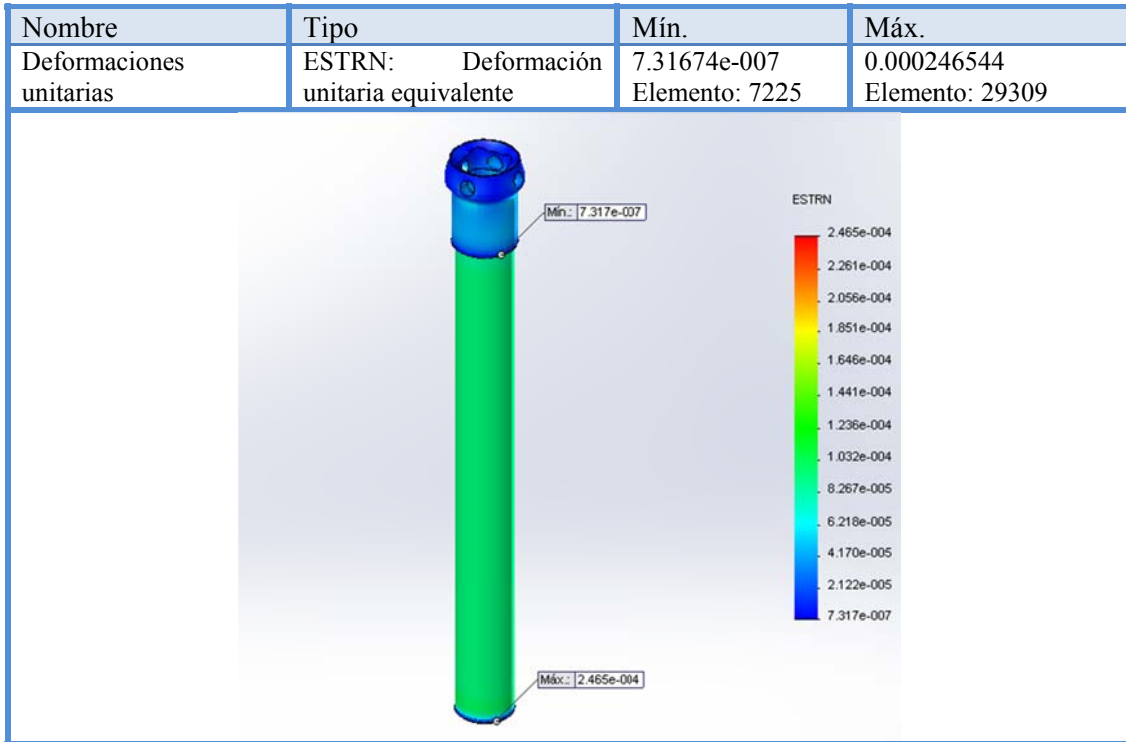 Nombre Tipo Mín. Máx.
Deformaciones ESTRN: Deformación 7.31674e-007 0.000246544
unitarias unitaria equivalente Elemento: 7225 Elemento: 29309
Mín.: 7.317e-007
ESTRN
2.465e-004
2.261e-004
2.056e-004
1.851e-004
1.646e-004
1.441e-004
1.236e-004
1.032e-004
8.267e-005
6.218e-005
4.170e-005
2.122e-005
7.317e-007
Máx.: 2.465e-004